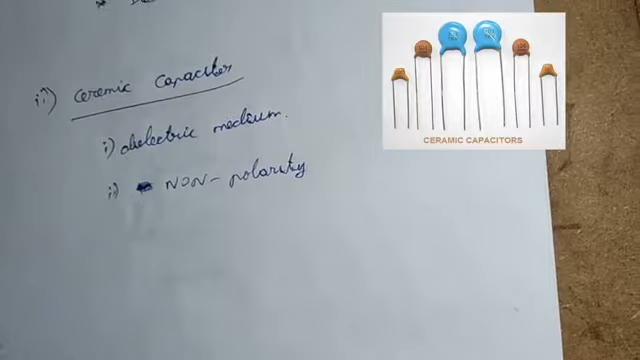 ii) Ceramic Capacitor
i) dielectric medium.
ii) NON-polarity
CERAMIC CAPACITORS